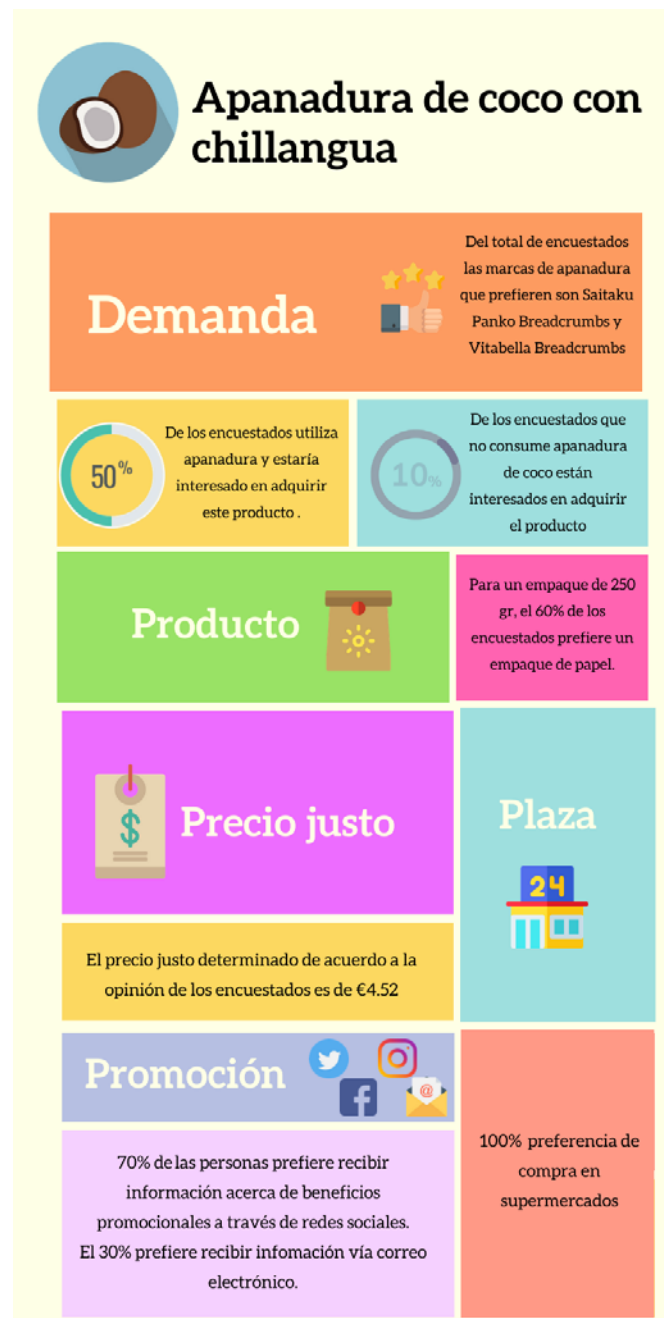 Apanadura de coco con
chillangua
Demanda
Del total de encuestados
las marcas de apanadura
que prefieren son Saitaku
Panko Breadcrumbs y
Vitabella Breadcrumbs
50%
De los encuestados utiliza
apanadura y estaría
interesado en adquirir
este producto .
10%
De los encuestados que
no consume apanadura
de coco están
interesados en adquirir
el producto
Producto
Para un empaque de 250
gr, el 60% de los
encuestados prefiere un
empaque de papel.
$
Precio justo
Plaza
24
El precio justo determinado de acuerdo a la
opinión de los encuestados es de €4.52
Promoción
@
70% de las personas prefiere recibir
información acerca de beneficios
promocionales a través de redes sociales.
El 30% prefiere recibir infomación vía correo
electrónico.
100% preferencia de
compra en
supermercados